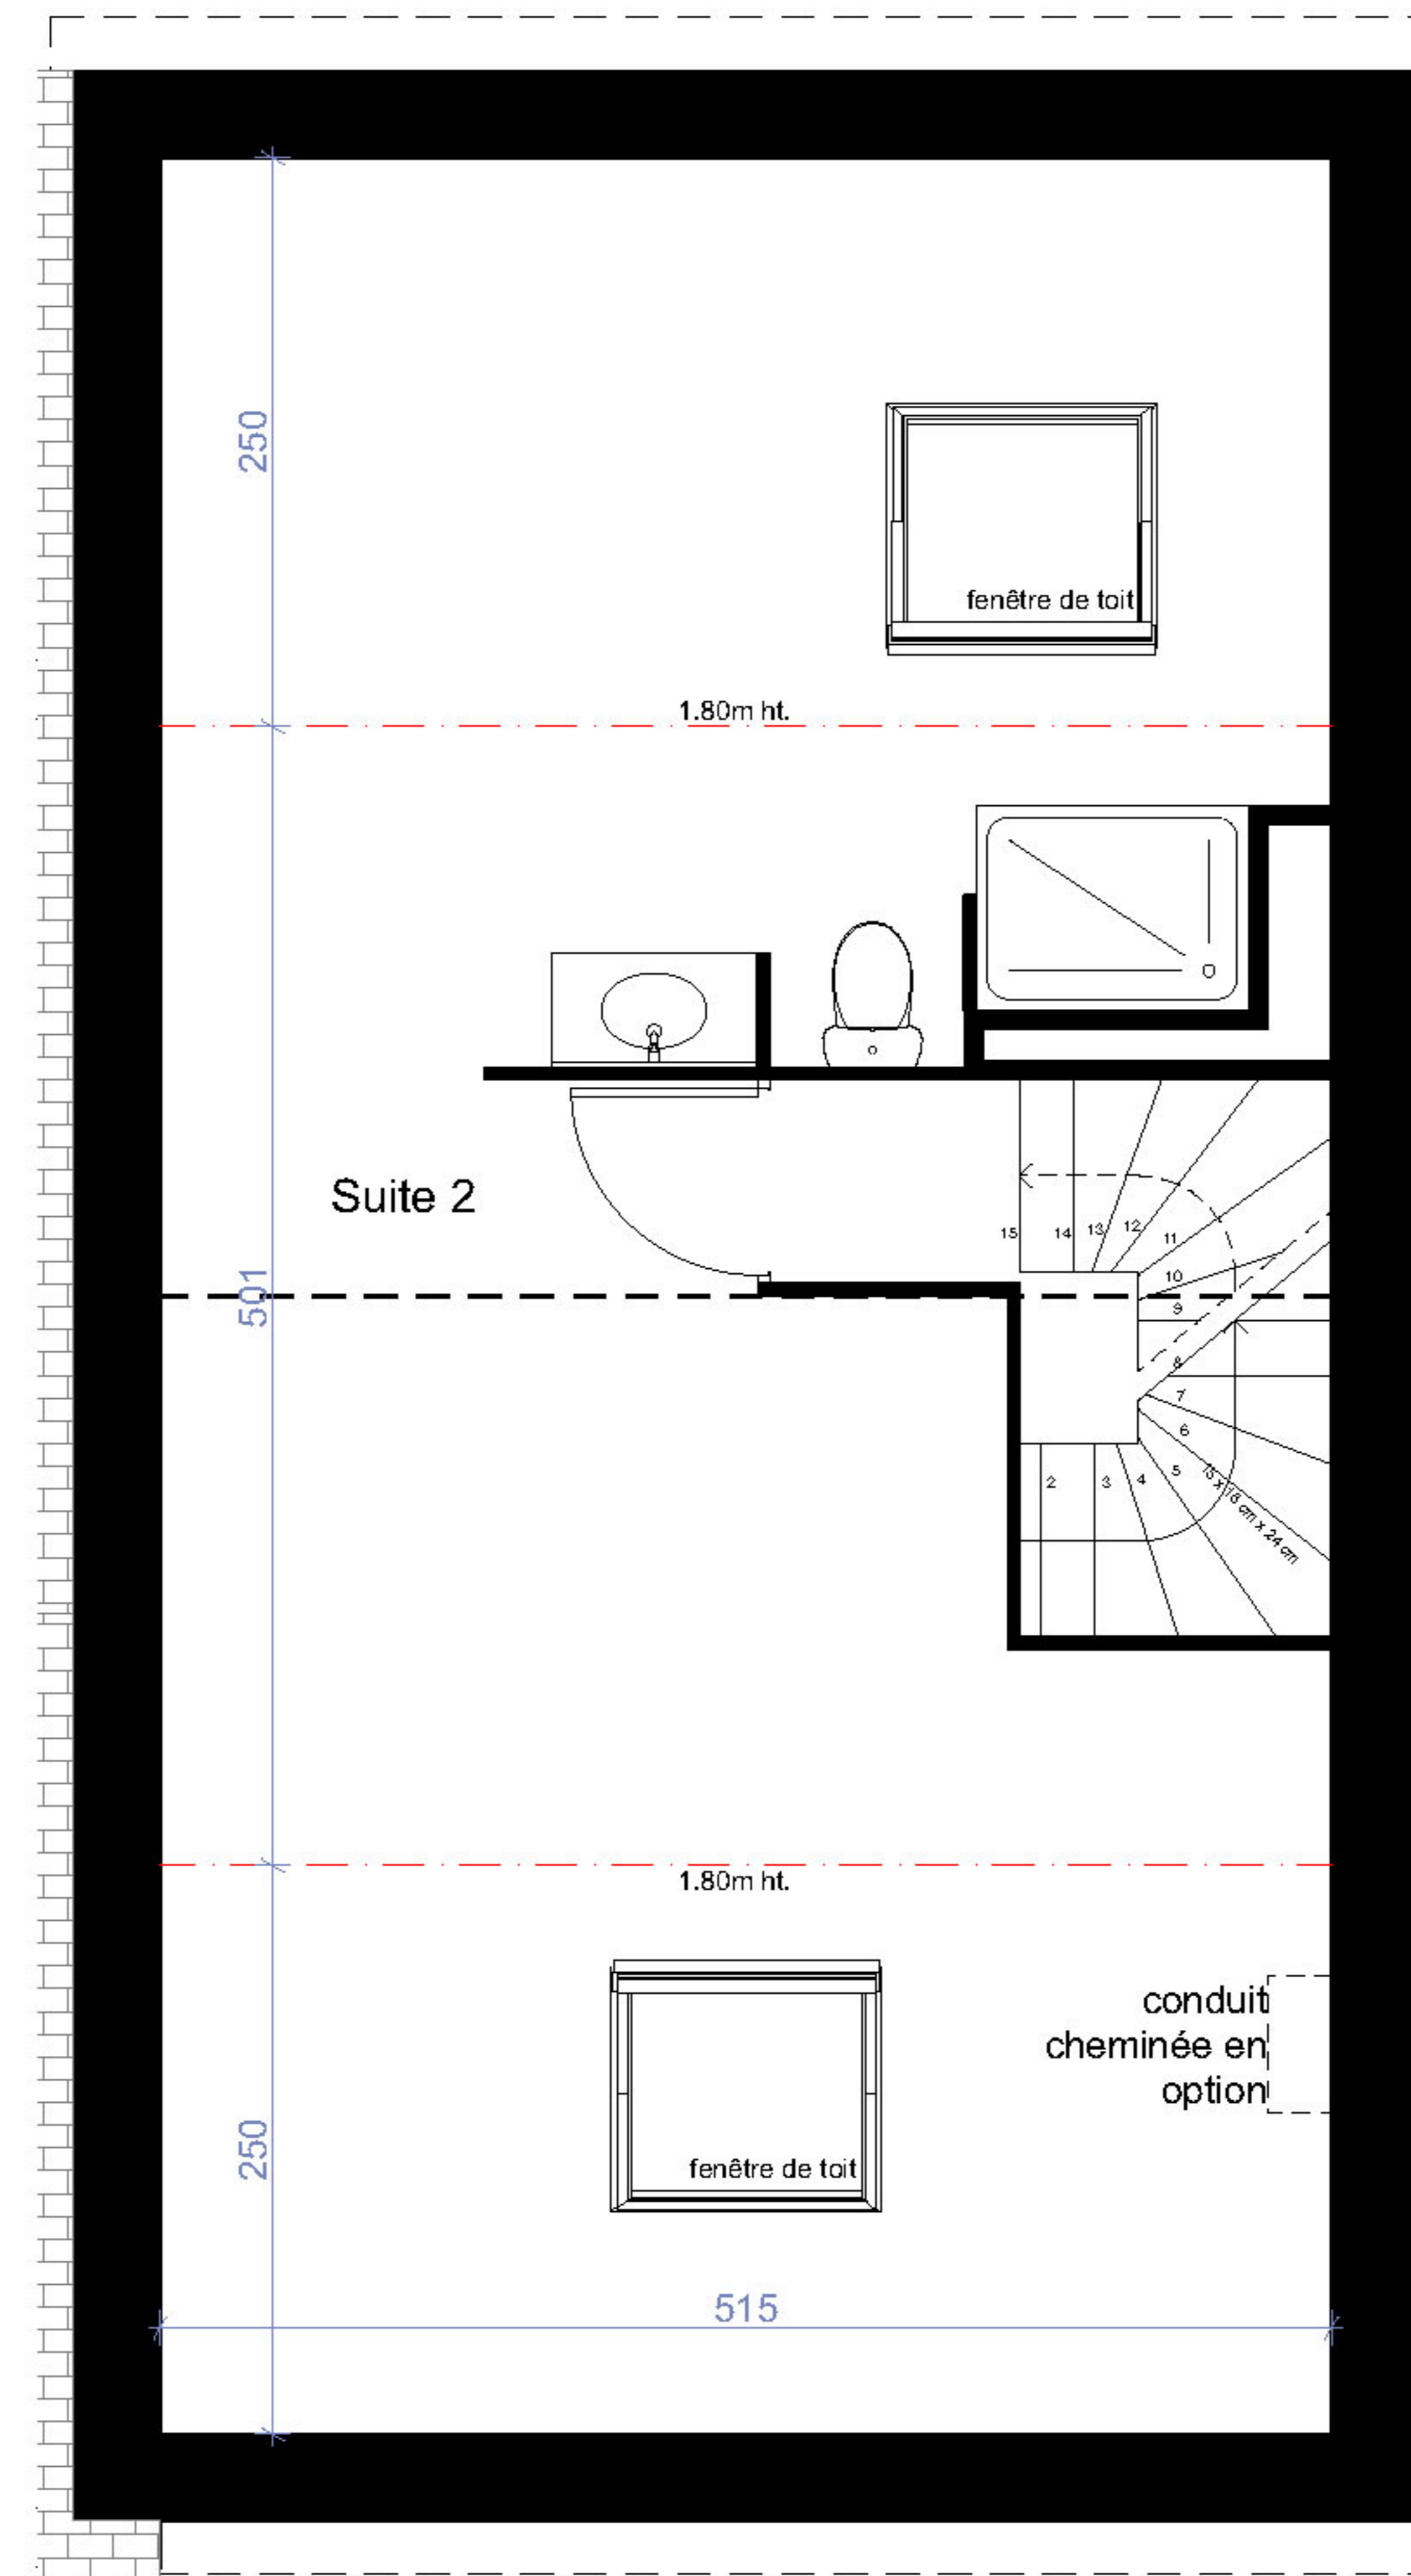 250
fenêtre de toit
1.80m ht.
Suite 2
15
14
13
12
11
10
9
8
7
6
5
4
3
2
15 x 18 cm x 24 cm
501
1.80m ht.
conduit
cheminée en
option
250
fenêtre de toit
515